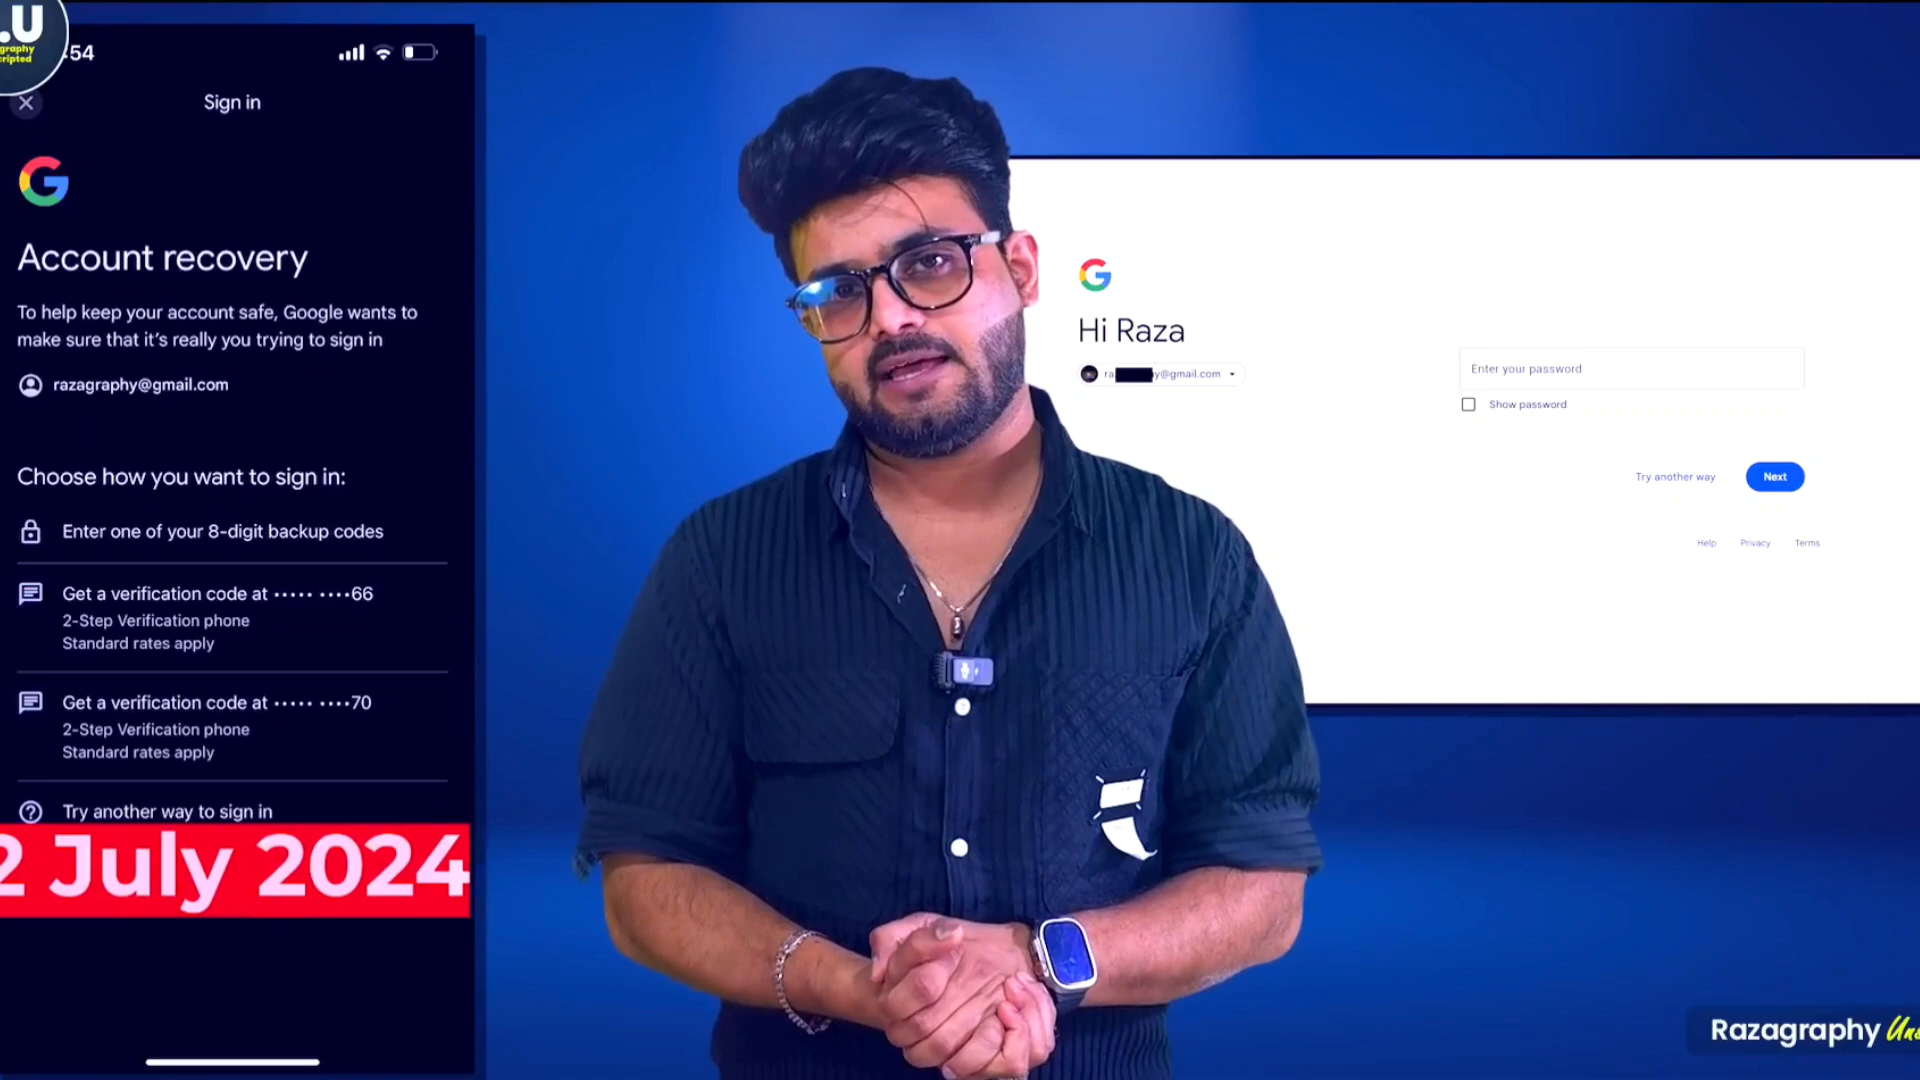 .U
graphy
cripted
:54
Sign in
Account recovery
To help keep your account safe, Google wants to
make sure that it's really you trying to sign in
razagraphy@gmail.com
Choose how you want to sign in:
Enter one of your 8-digit backup codes
Get a verification code at ••••• ••••66
2-Step Verification phone
Standard rates apply
Get a verification code at ••••• ••••70
2-Step Verification phone
Standard rates apply
Try another way to sign in
2 July 2024
Hi Raza
ra y@gmail.com
Enter your password
Show password
Try another way
Next
Help Privacy Terms
Razagraphy Uns